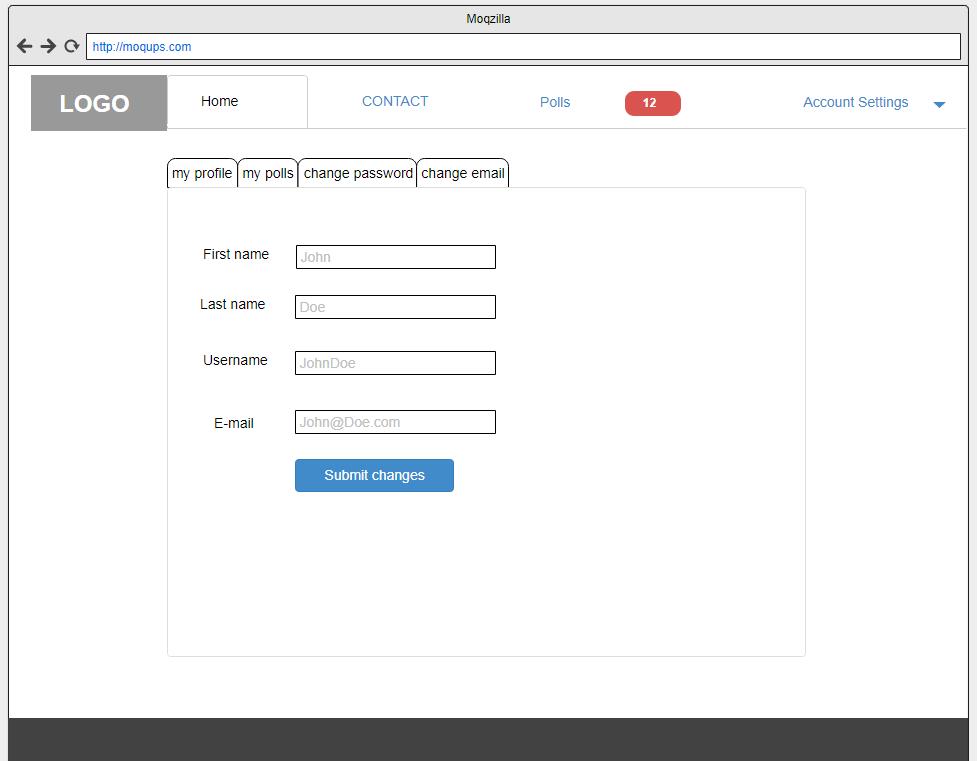 Moqzilla
http://moqups.com
LOGO Home CONTACT Polls 12 Account Settings
my profile my polls change password change email
First name John
Last name Doe
Username JohnDoe
E-mail John@Doe.com
Submit changes